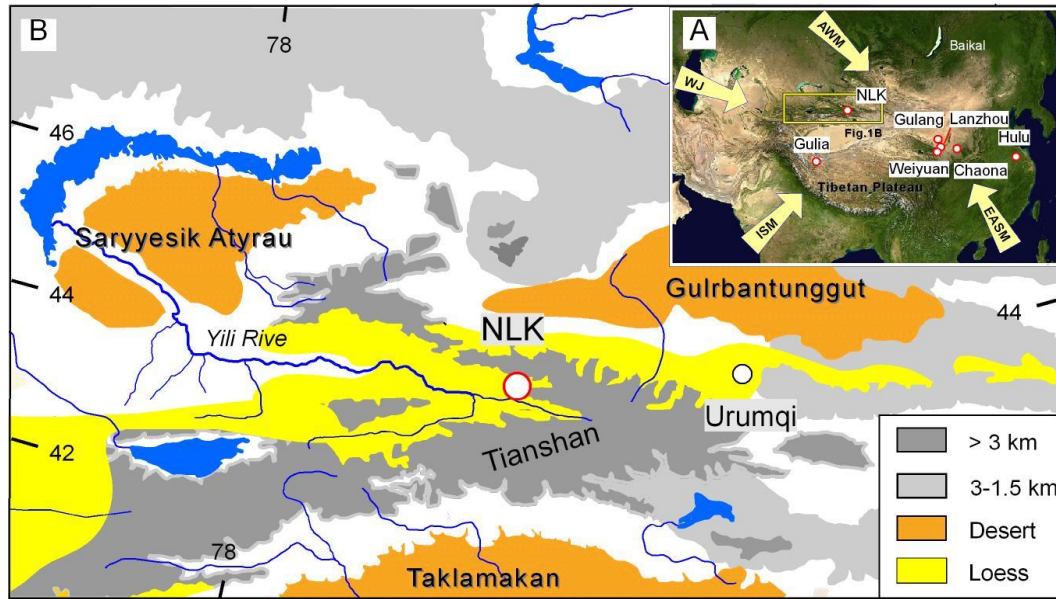 B
78
46
Saryyesik Atyrau
44
Yili Rive
NLK
Gulrbantunggut
44
Urumqi
42
Tianshan
78
Taklamakan
A
AWM
Baikal
WJ
NLK
Fig.1B
Gulang
Lanzhou
Hulu
Gulia
Weiyuan
Chaona
Tibetan Plateau
ISM
EASM
> 3 km
3-1.5 km
Desert
Loess